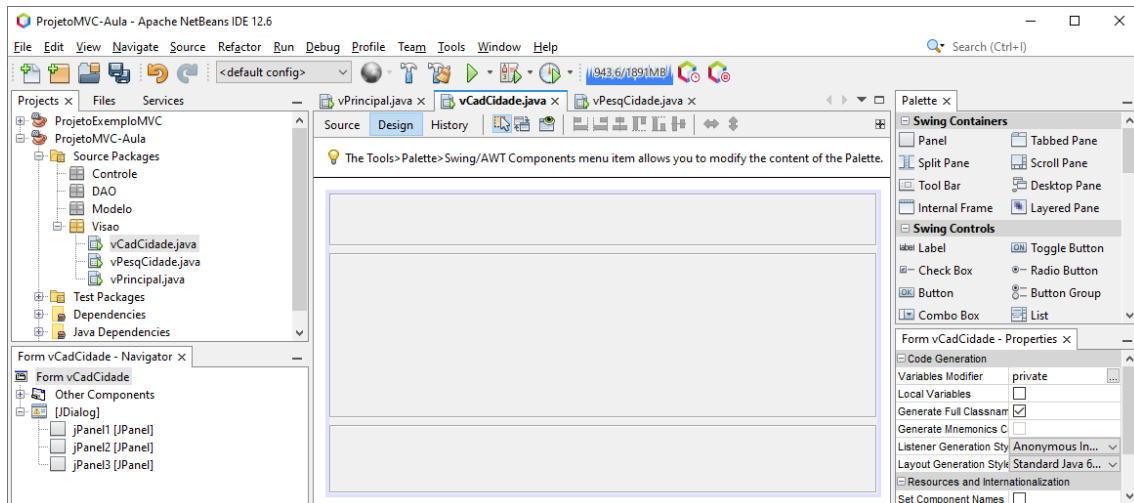 ProjetoMVC-Aula - Apache NetBeans IDE 12.6
File Edit View Navigate Source Refactor Run Debug Profile Team Tools Window Help
Search (Ctrl+I)
<default config>
943,6/1891MB
Projects Files Services
ProjetoExemploMVC
ProjetoMVC-Aula
Source Packages
Controle
DAO
Modelo
Visao
vCadCidade.java
vPesqCidade.java
vPrincipal.java
Test Packages
Dependencies
Java Dependencies
Form vCadCidade - Navigator
Form vCadCidade
Other Components
[JDialog]
jPanel1 [JPanel]
jPanel2 [JPanel]
jPanel3 [JPanel]
vPrincipal.java vCadCidade.java vPesqCidade.java
Source Design History
The Tools>Palette>Swing/AWT Components menu item allows you to modify the content of the Palette.
Palette
Swing Containers
Panel Tabbed Pane
Split Pane Scroll Pane
Tool Bar Desktop Pane
Internal Frame Layered Pane
Swing Controls
label Label ON Toggle Button
Check Box Radio Button
OK Button Button Group
Combo Box List
Form vCadCidade - Properties
Code Generation
Variables Modifier private ...
Local Variables
Generate Full Classnam
Generate Mnemonics C
Listener Generation Sty Anonymous In...
Layout Generation Style Standard Java 6...
Resources and Internationalization
Set Component Names